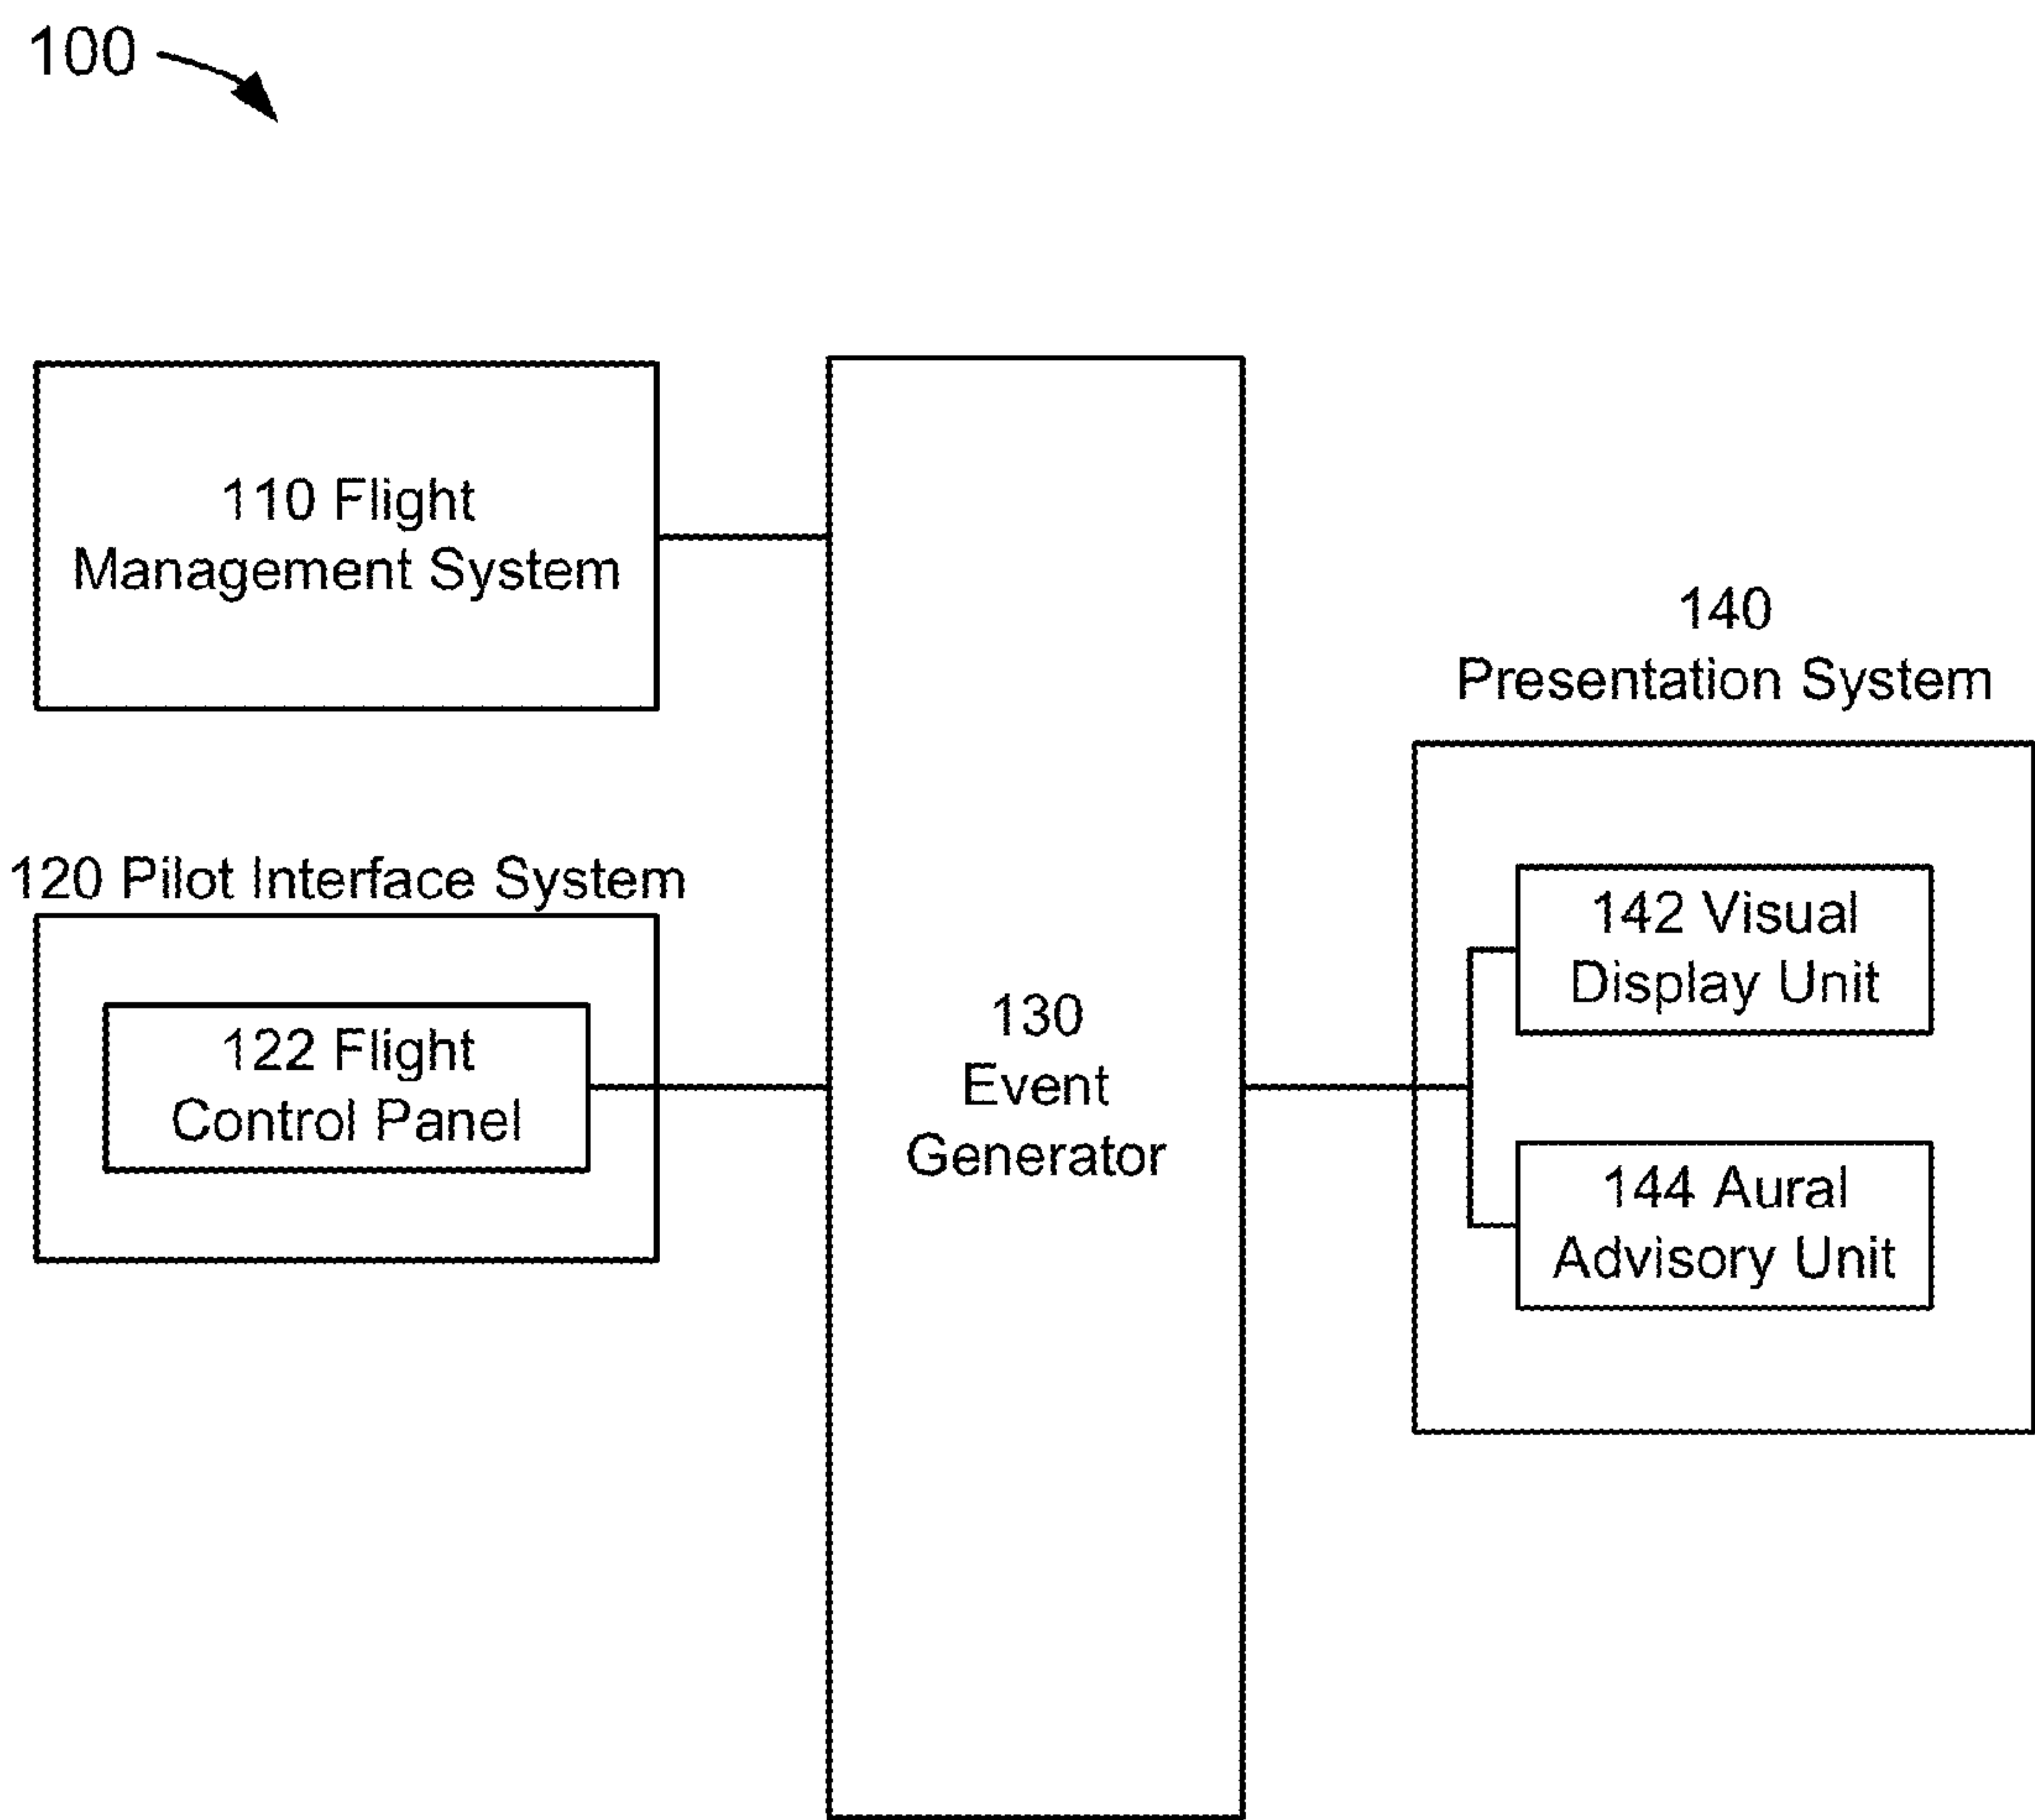 100
110 Flight
Management System
120 Pilot Interface System
122 Flight
Control Panel
130
Event
Generator
140
Presentation System
142 Visual
Display Unit
144 Aural
Advisory Unit